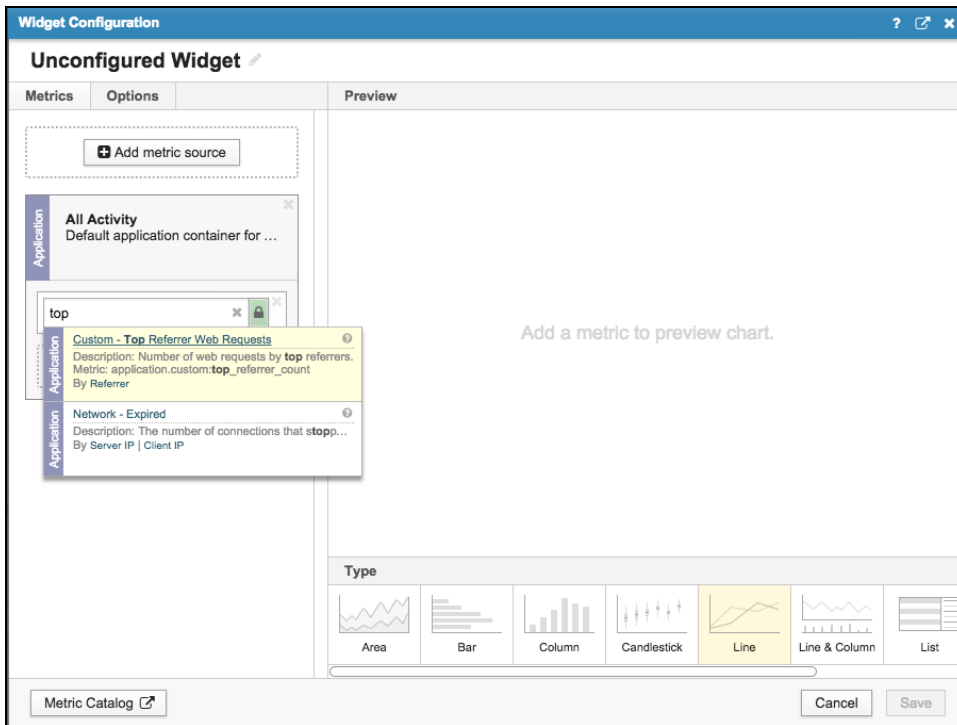 Widget Configuration
?
Unconfigured Widget
Metrics
Options
Preview
Add metric source
Application
All Activity
Default application container for ...
top
Application
Custom - Top Referrer Web Requests
?
Description: Number of web requests by top referrers.
Metric: application.custom:top_referrer_count
By Referrer
Application
Network - Expired
?
Description: The number of connections that stopp...
By Server IP | Client IP
Add a metric to preview chart.
Type
Area
Bar
Column
Candlestick
Line
Line & Column
List
Metric Catalog
Cancel
Save